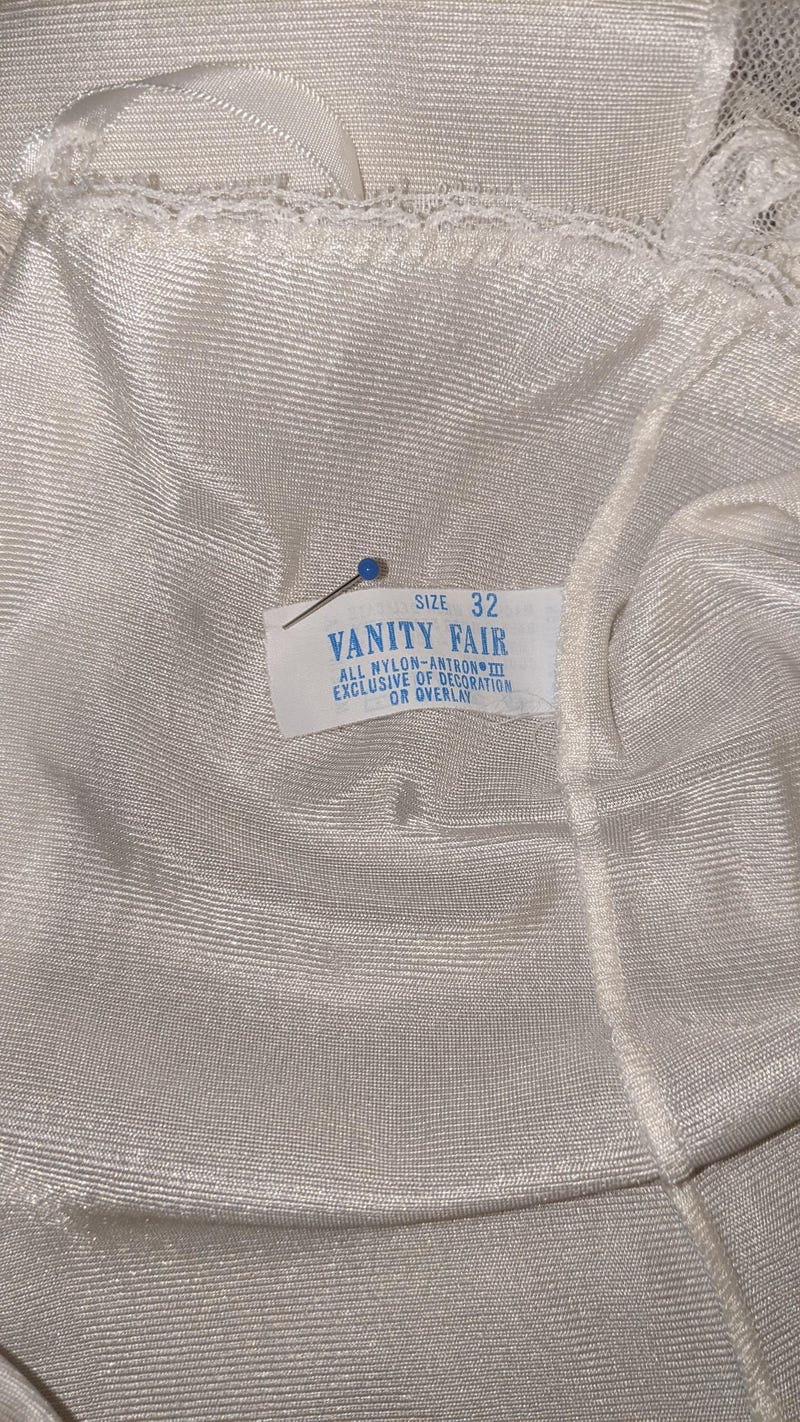 SIZE 32
VANITY FAIR
ALL NYLON-ANTRON® III
EXCLUSIVE OF DECORATION
OR OVERLAY